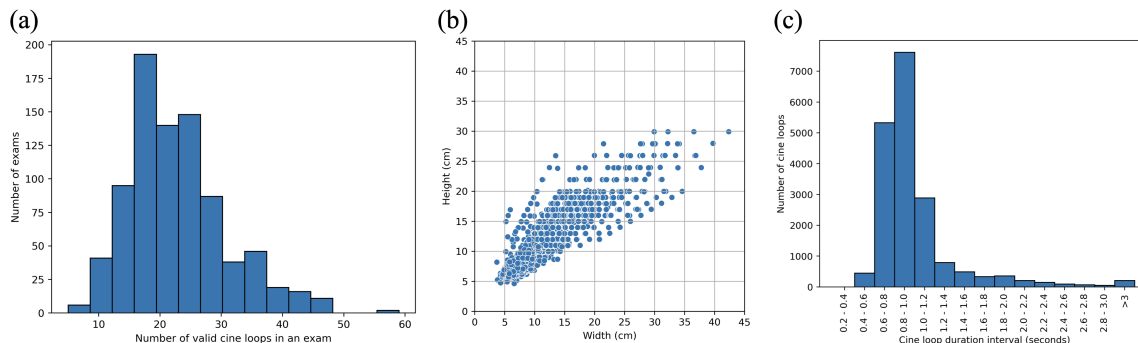 (a)
(b)
(c)
200
175
150
125
100
75
50
25
0
Number of exams
10 20 30 40 50 60
Number of valid cine loops in an exam
45
40
35
30
25
20
15
10
5
0
Height (cm)
0 5 10 15 20 25 30 35 40 45
Width (cm)
7000
6000
5000
4000
3000
2000
1000
0
Number of cine loops
0.2 - 0.4
0.4 - 0.6
0.6 - 0.8
0.8 - 1.0
1.0 - 1.2
1.2 - 1.4
1.4 - 1.6
1.6 - 1.8
1.8 - 2.0
2.0 - 2.2
2.2 - 2.4
2.4 - 2.6
2.6 - 2.8
2.8 - 3.0
>3
Cine loop duration interval (seconds)